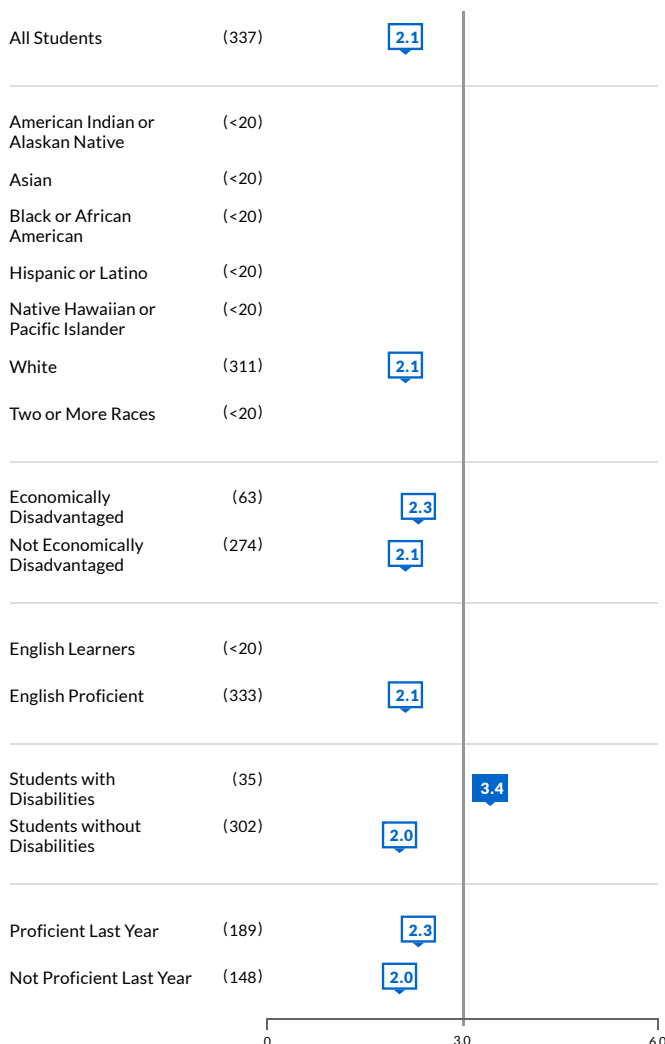 All Students (337) 2.1
American Indian or (<20)
Alaskan Native
Asian (<20)
Black or African (<20)
American
Hispanic or Latino (<20)
Native Hawaiian or (<20)
Pacific Islander
White (311) 2.1
Two or More Races (<20)
Economically (63) 2.3
Disadvantaged
Not Economically (274) 2.1
Disadvantaged
English Learners (<20)
English Proficient (333) 2.1
Students with (35) 3.4
Disabilities
Students without (302) 2.0
Disabilities
Proficient Last Year (189) 2.3
Not Proficient Last Year (148) 2.0
0 3.0 6.0